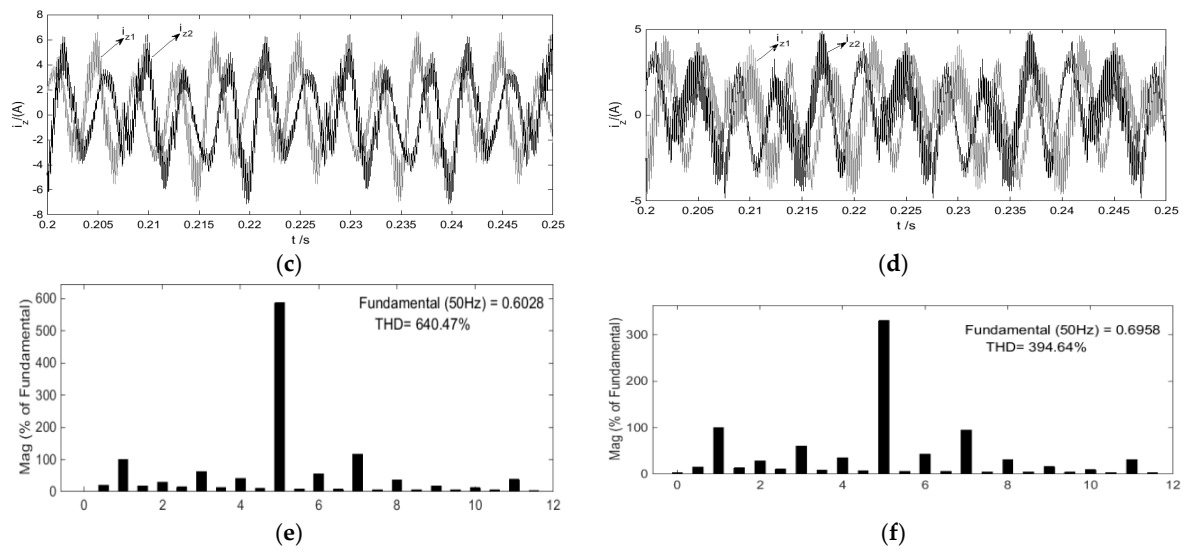 8
6
4
2
0
-2
-4
-6
-8
i_z/(A)
i_z1
i_z2
0.2 0.205 0.21 0.215 0.22 0.225 0.23 0.235 0.24 0.245 0.25
t /s
(c)
5
0
-5
i_z/(A)
i_z1
i_z2
0.2 0.205 0.21 0.215 0.22 0.225 0.23 0.235 0.24 0.245 0.25
t /s
(d)
600
500
400
300
200
100
0
Mag (% of Fundamental)
Fundamental (50Hz) = 0.6028
THD= 640.47%
0 2 4 6 8 10 12
(e)
300
200
100
0
Mag (% of Fundamental)
Fundamental (50Hz) = 0.6958
THD= 394.64%
0 2 4 6 8 10 12
(f)